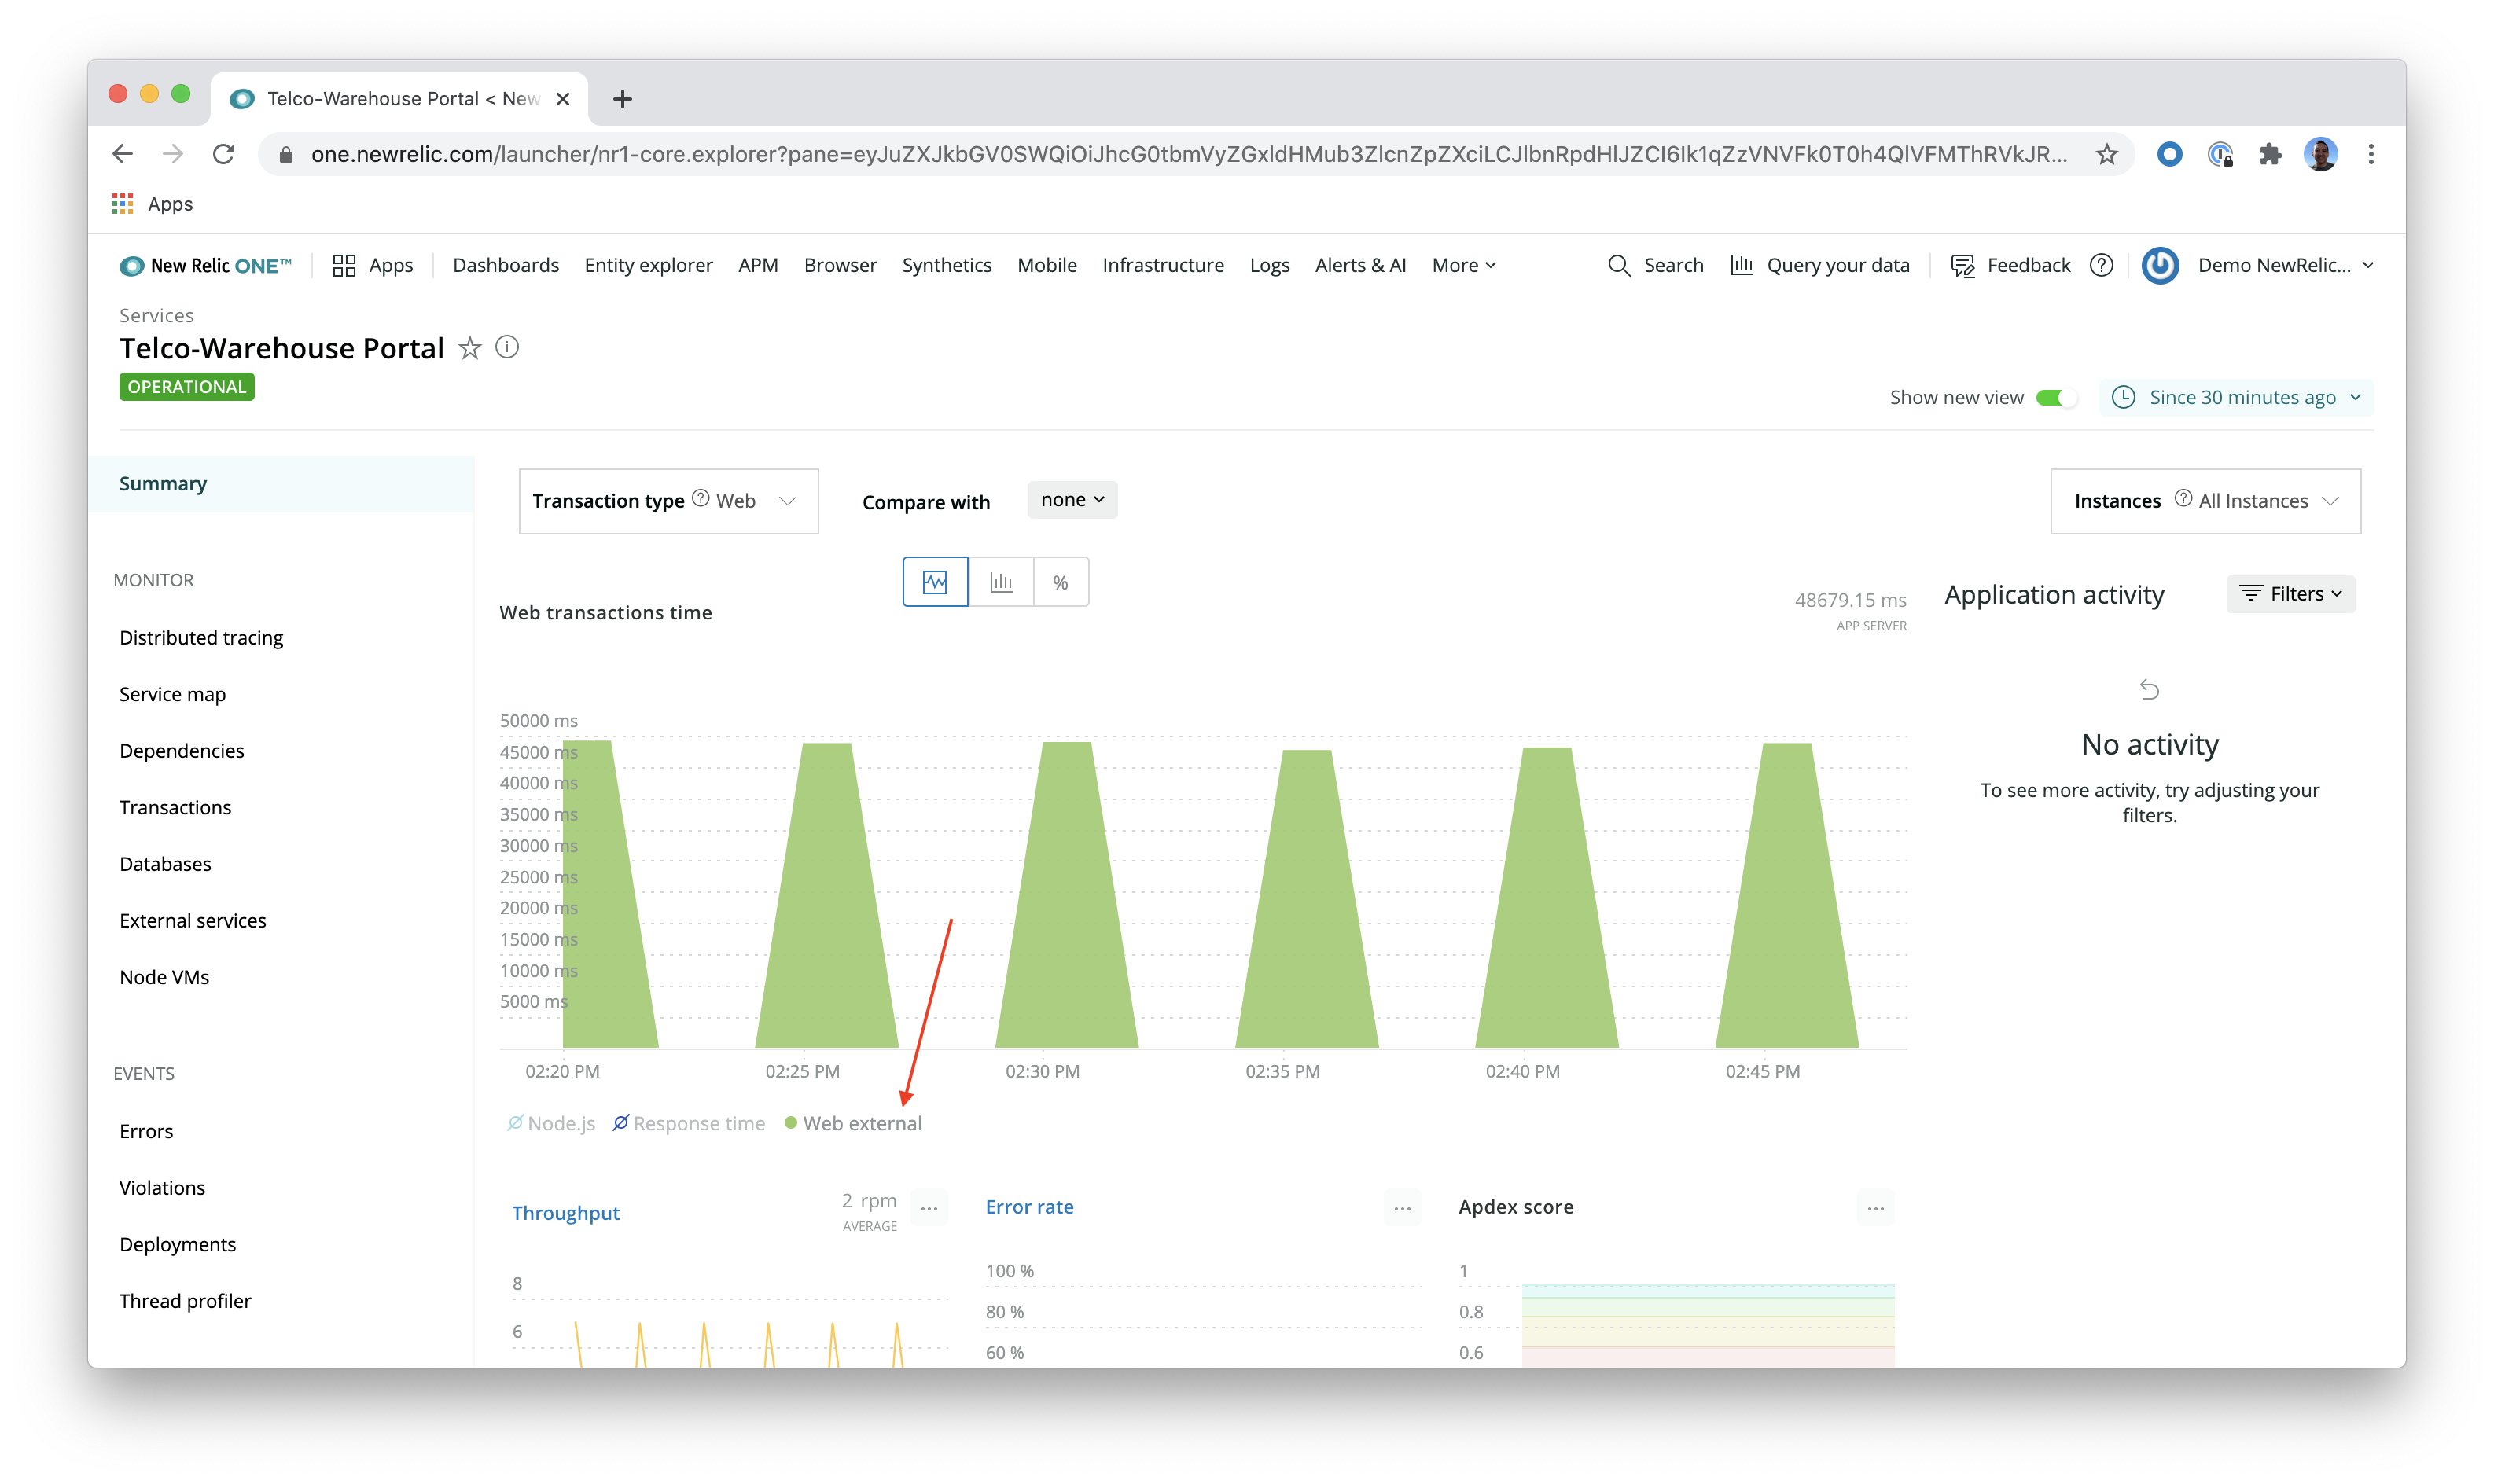 Telco-Warehouse Portal < New
one.newrelic.com/launcher/nr1-core.explorer?pane=
Apps
New Relic ONE™ Apps Dashboards Entity explorer APM Browser Synthetics Mobile Infrastructure Logs Alerts & AI More Search Query your data Feedback Demo NewRelic...
Services
Telco-Warehouse Portal
OPERATIONAL
Show new view Since 30 minutes ago
Summary
MONITOR
Distributed tracing
Service map
Dependencies
Transactions
Databases
External services
Node VMs
EVENTS
Errors
Violations
Deployments
Thread profiler
Transaction type ? Web
Compare with none
Instances ? All Instances
%
Web transactions time
48679.15 ms
APP SERVER
50000 ms
45000 ms
40000 ms
35000 ms
30000 ms
25000 ms
20000 ms
15000 ms
10000 ms
5000 ms
02:20 PM 02:25 PM 02:30 PM 02:35 PM 02:40 PM 02:45 PM
Node.js Response time Web external
Application activity
Filters
No activity
To see more activity, try adjusting your
filters.
Throughput
2 rpm
AVERAGE
...
8
6
Error rate
...
100 %
80 %
60 %
Apdex score
...
1
0.8
0.6